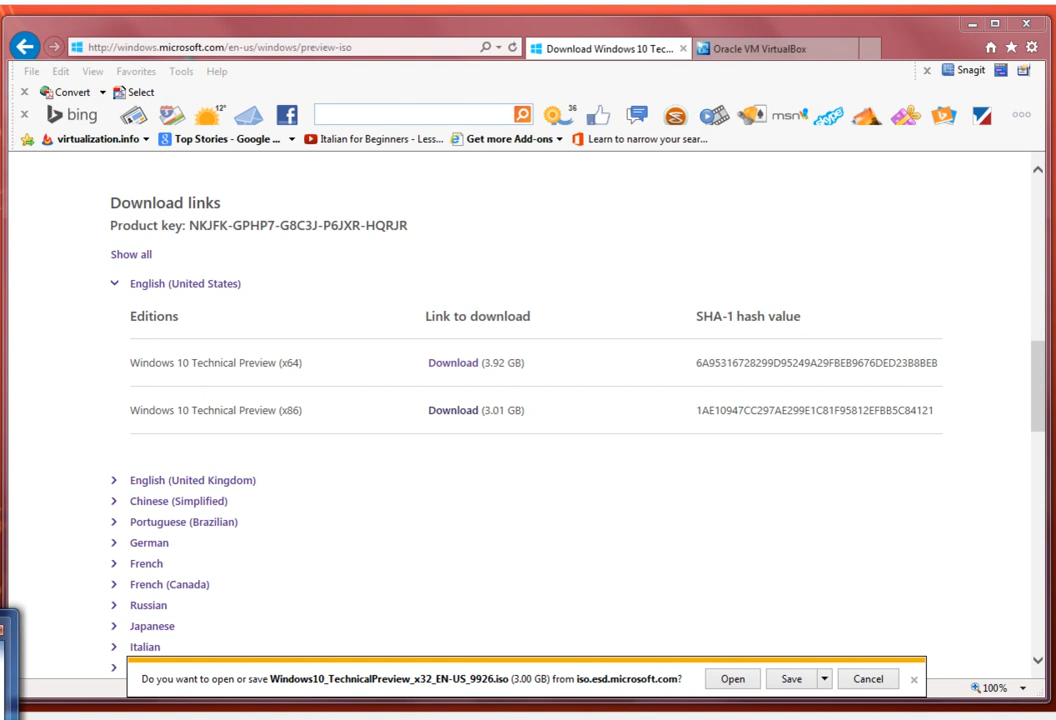 http://windows.microsoft.com/en-us/windows/preview-iso
Download Windows 10 Tec...
Oracle VM VirtualBox
File Edit View Favorites Tools Help
Snagit
Convert Select
bing 12° 36 msn
virtualization.info Top Stories - Google ... Italian for Beginners - Less... Get more Add-ons Learn to narrow your sear...
Download links
Product key: NKJFK-GPHP7-G8C3J-P6JXR-HQRJR
Show all
English (United States)
Editions Link to download SHA-1 hash value
Windows 10 Technical Preview (x64) Download (3.92 GB) 6A95316728299D95249A29FBEB9676DED23B8BEB
Windows 10 Technical Preview (x86) Download (3.01 GB) 1AE10947CC297AE299E1C81F95812EFBB5C84121
English (United Kingdom)
Chinese (Simplified)
Portuguese (Brazilian)
German
French
French (Canada)
Russian
Japanese
Italian
Do you want to open or save Windows10_TechnicalPreview_x32_EN-US_9926.iso (3.00 GB) from iso.esd.microsoft.com? Open Save Cancel
100%